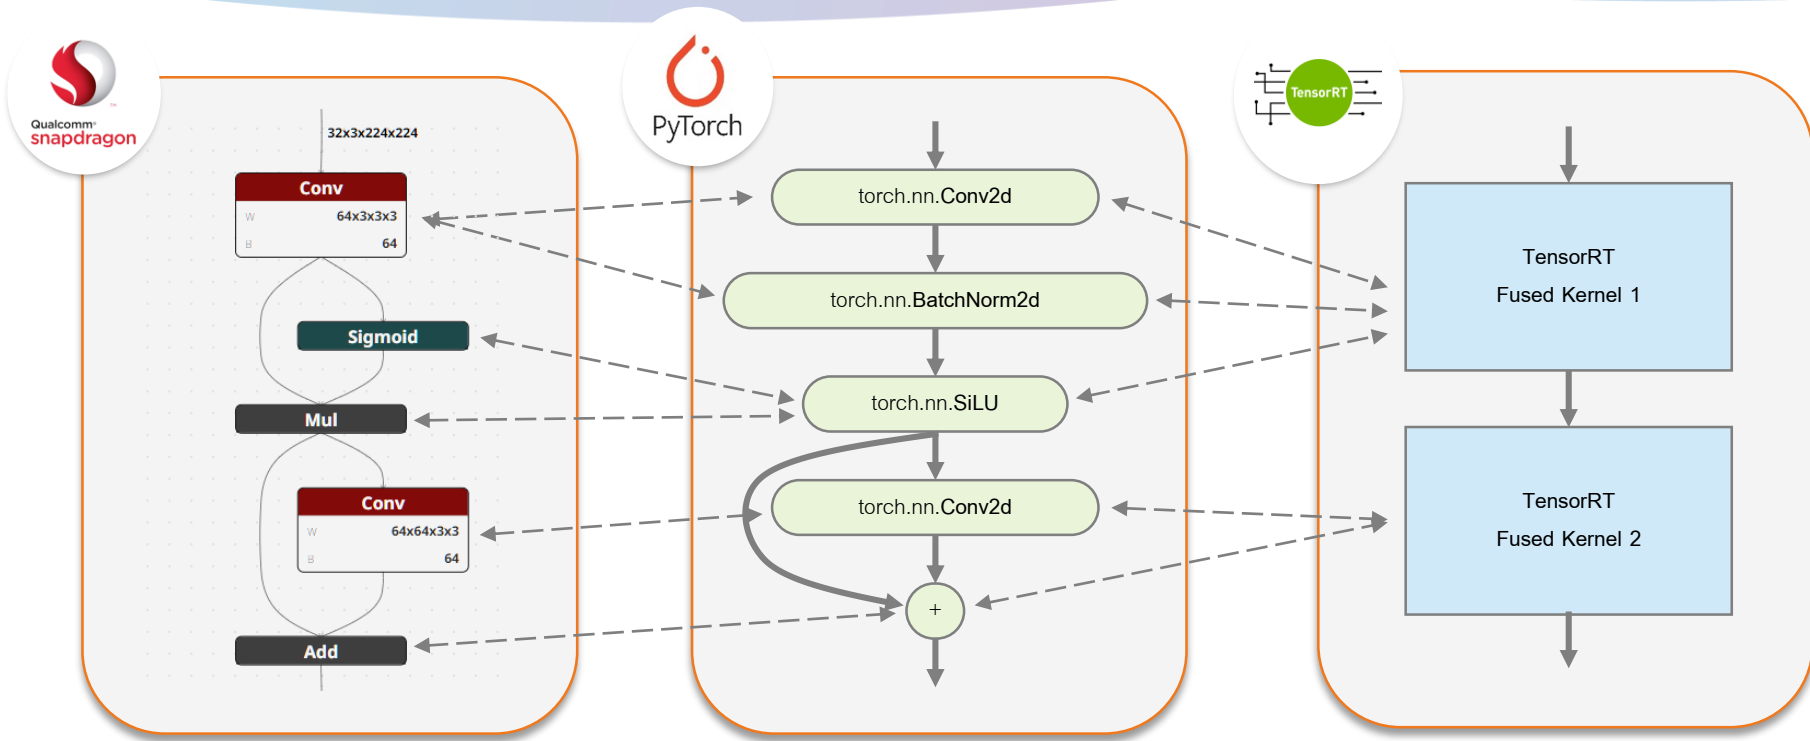 Qualcomm
snapdragon
32x3x224x224
Conv
W 64x3x3x3
B 64
Sigmoid
Mul
Conv
W 64x64x3x3
B 64
Add
PyTorch
torch.nn.Conv2d
torch.nn.BatchNorm2d
torch.nn.SiLU
torch.nn.Conv2d
+
TensorRT
TensorRT
Fused Kernel 1
TensorRT
Fused Kernel 2